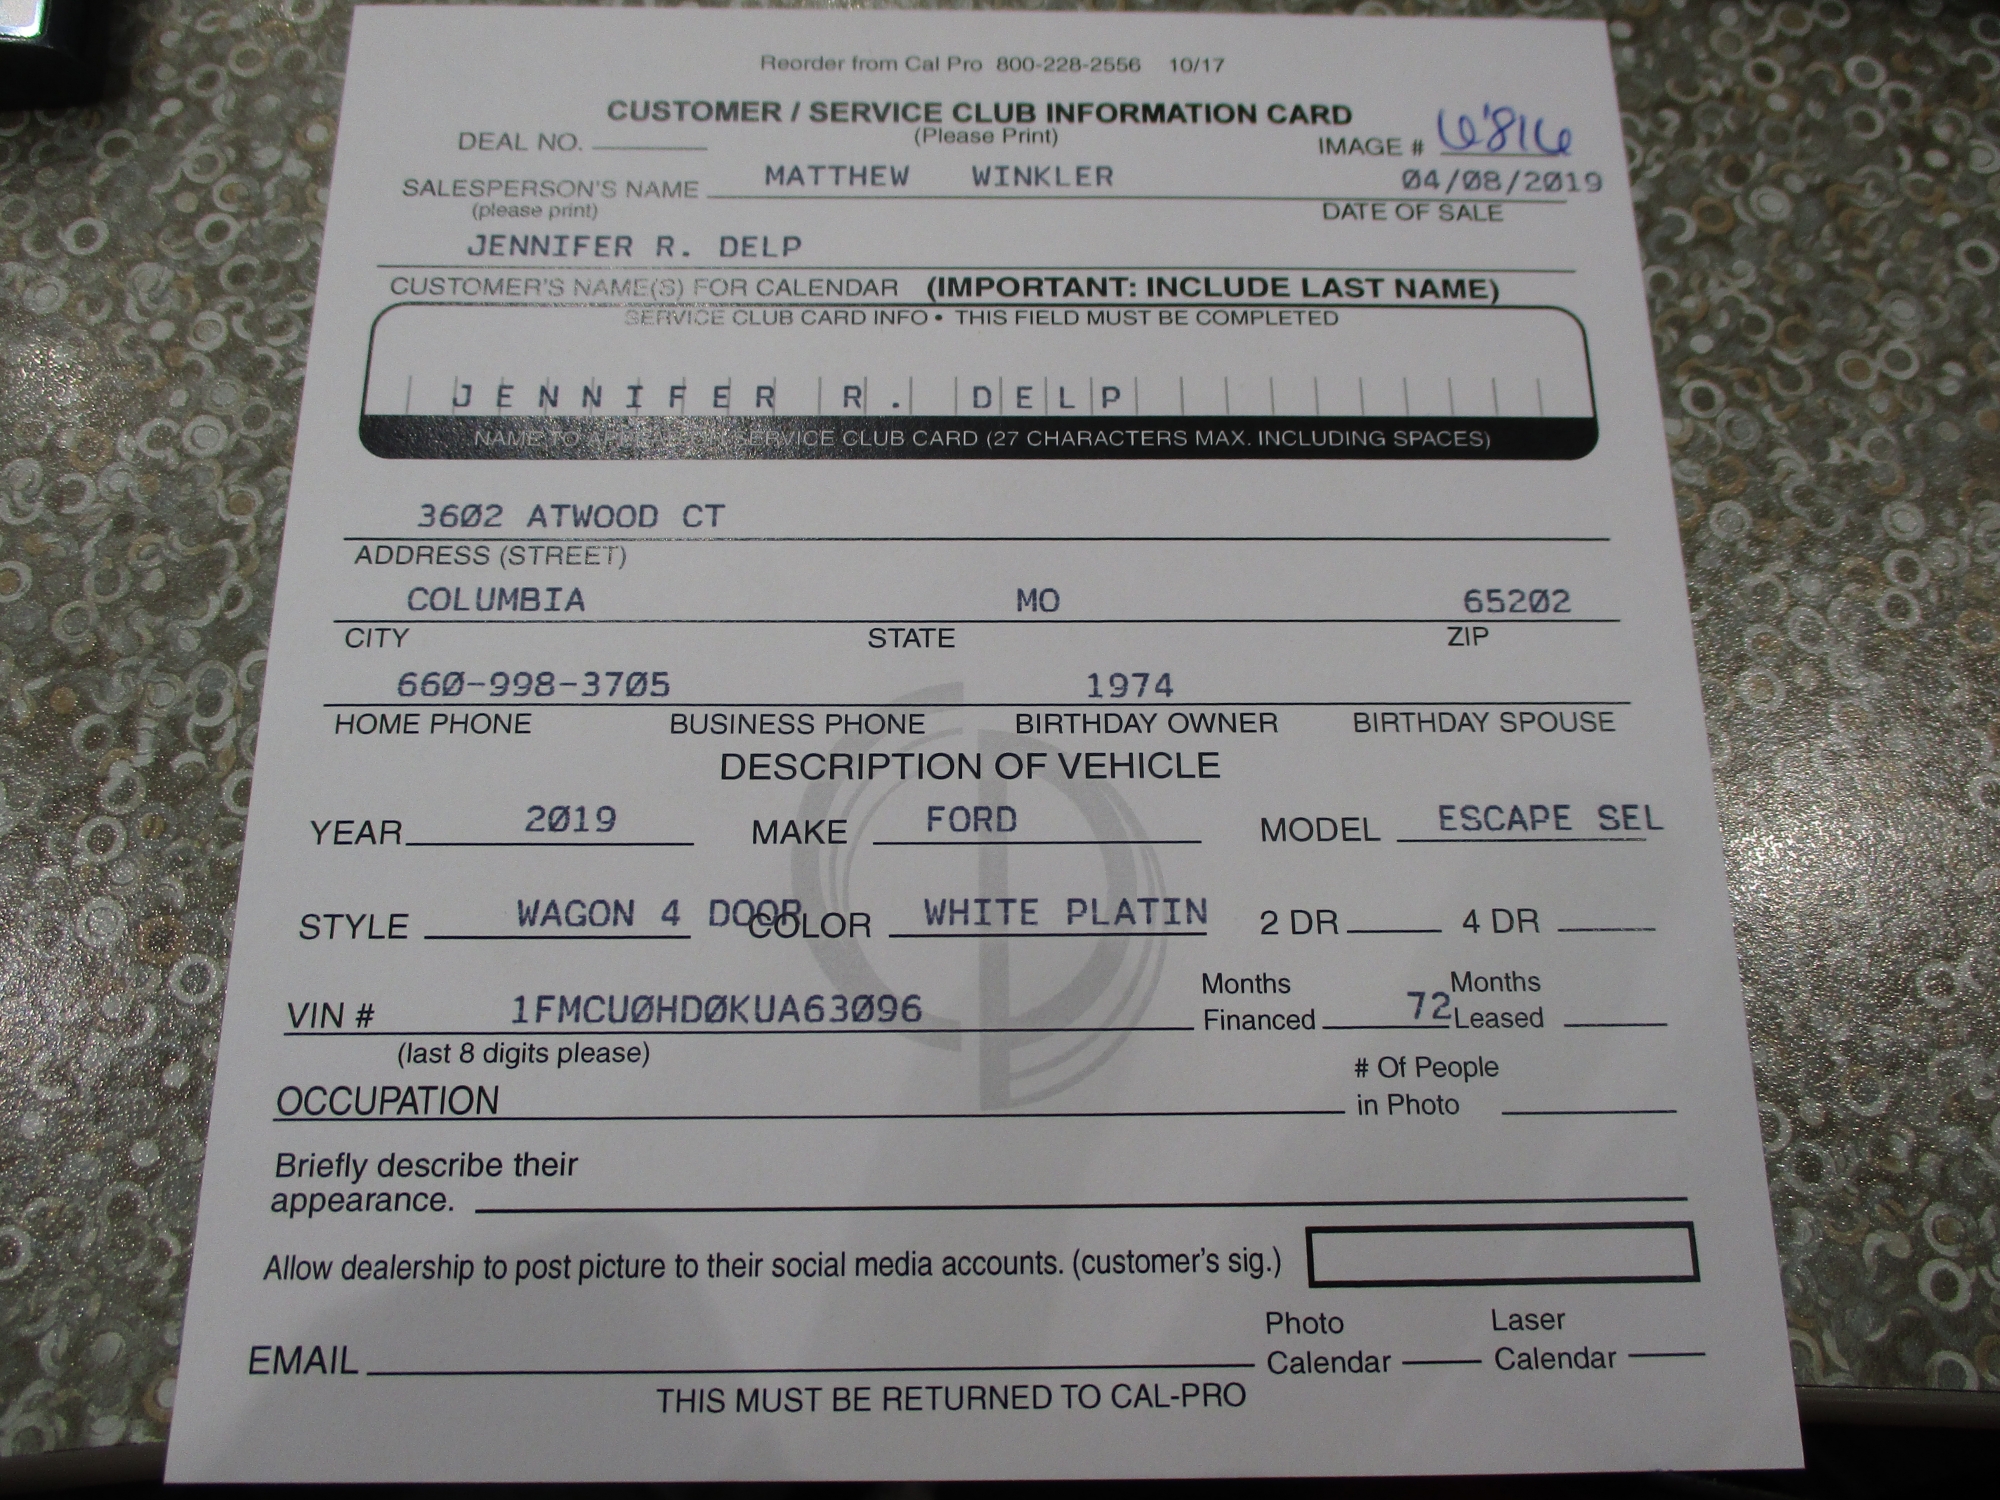 Reorder from Cal Pro 800-228-2556 10/17
CUSTOMER / SERVICE CLUB INFORMATION CARD
(Please Print)
DEAL NO.
IMAGE # 6'816
SALESPERSON'S NAME MATTHEW WINKLER 04/08/2019
(please print) DATE OF SALE
JENNIFER R. DELP
CUSTOMER'S NAME(S) FOR CALENDAR (IMPORTANT: INCLUDE LAST NAME)
SERVICE CLUB CARD INFO • THIS FIELD MUST BE COMPLETED
JENNIFER R. DELP
NAME TO APPEAR ON SERVICE CLUB CARD (27 CHARACTERS MAX. INCLUDING SPACES)
3602 ATWOOD CT
ADDRESS (STREET)
COLUMBIA MO 65202
CITY STATE ZIP
660-998-3705 1974
HOME PHONE BUSINESS PHONE BIRTHDAY OWNER BIRTHDAY SPOUSE
DESCRIPTION OF VEHICLE
YEAR 2019 MAKE FORD MODEL ESCAPE SEL
STYLE WAGON 4 DOOR COLOR WHITE PLATIN 2 DR 4 DR
VIN # 1FMCU0HD0KUA63096 Months Financed 72 Months Leased
(last 8 digits please)
OCCUPATION # Of People in Photo
Briefly describe their
appearance.
Allow dealership to post picture to their social media accounts. (customer's sig.)
EMAIL Photo Calendar Laser Calendar
THIS MUST BE RETURNED TO CAL-PRO